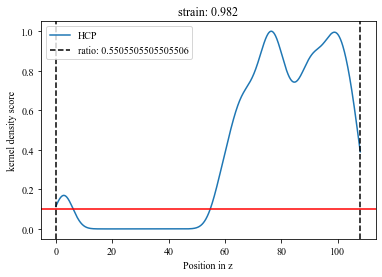 strain: 0.982
HCP
ratio: 0.5505505505505506
kernel density score
1.0
0.8
0.6
0.4
0.2
0.0
0 20 40 60 80 100
Position in z